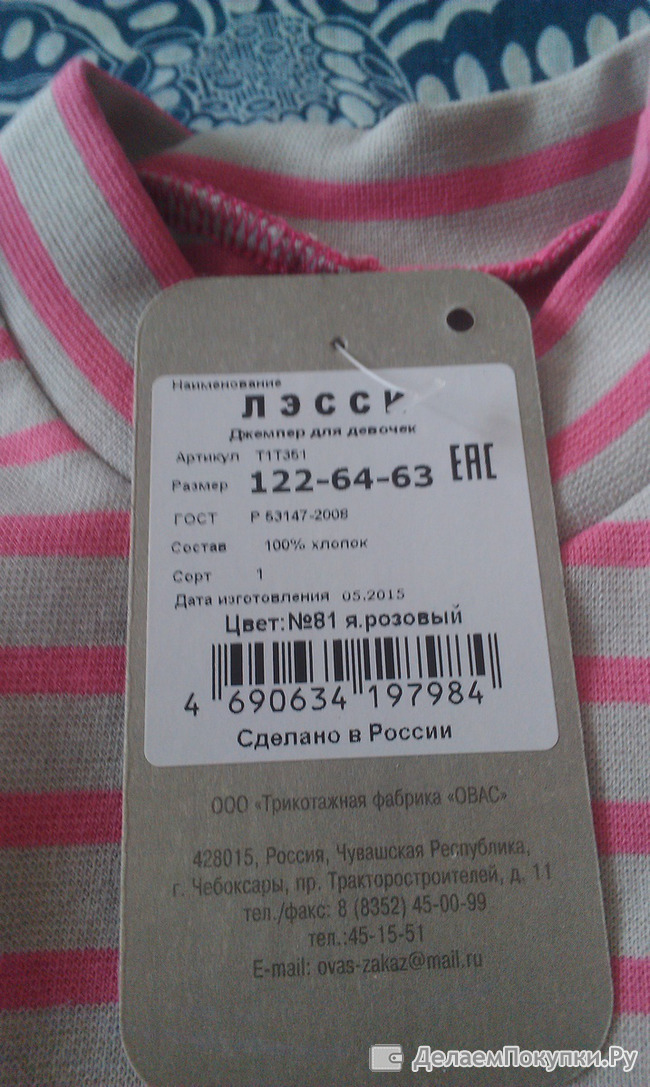 Наименование
ЛЭССИ
Джемпер для девочек
Артикул Т1Т361
Размер 122-64-63 ЕАС
ГОСТ Р 53147-2008
Состав 100% хлопок
Сорт 1
Дата изготовления 05.2015
Цвет:№81 я.розовый
4 690634 197984
Сделано в России
ООО «Трикотажная фабрика «ОВАС»
428015, Россия, Чувашская Республика,
г. Чебоксары, пр. Тракторостроителей, д. 11
тел./факс: 8 (8352) 45-00-99
тел.:45-15-51
E-mail: ovas-zakaz@mail.ru
ДелаемПокупки.Ру